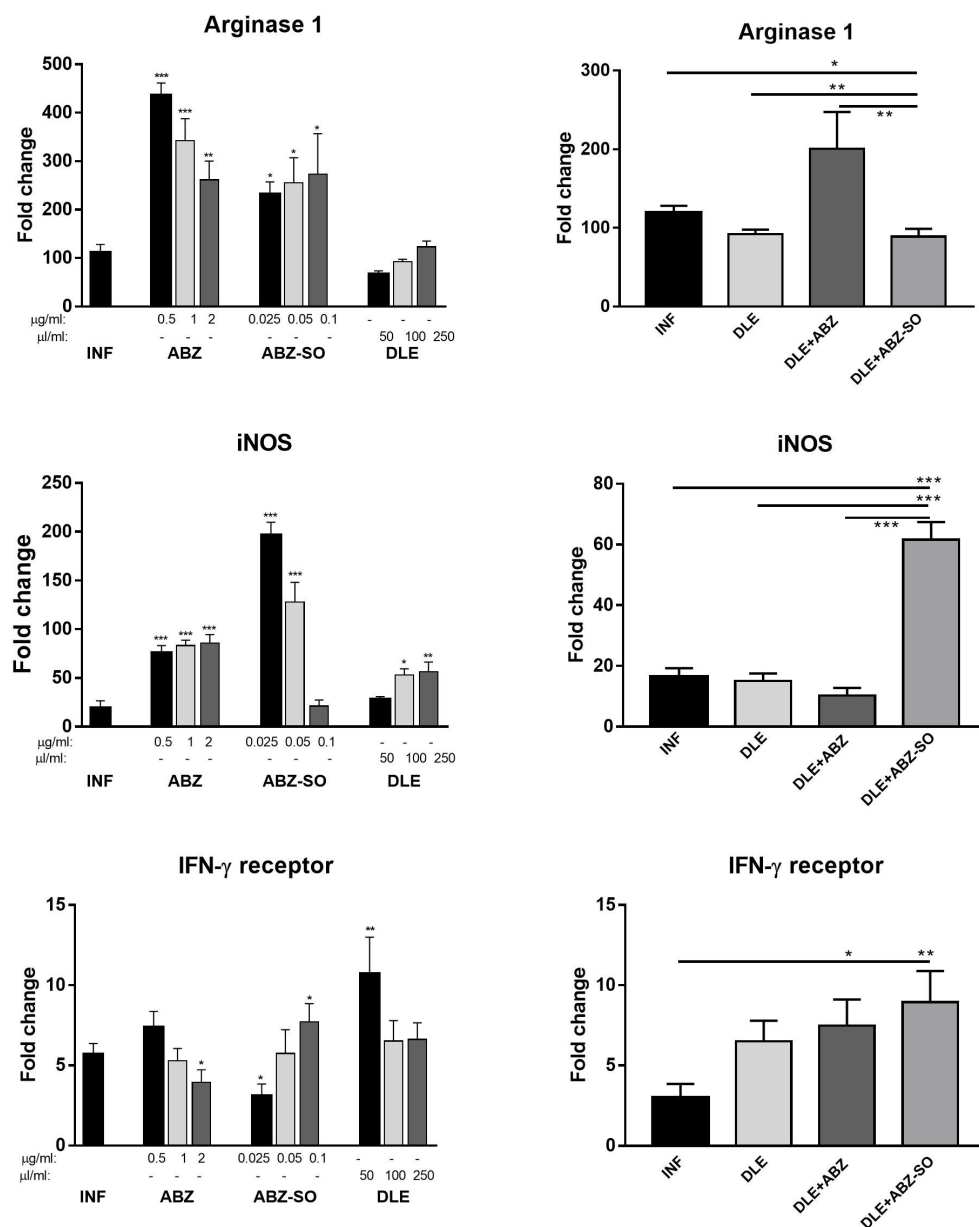 Arginase 1
Fold change
500
400
300
200
100
0
***
***
**
*
*
*
μg/ml: 0.5 1 2 0.025 0.05 0.1 - - -
μl/ml: - - - - - - 50 100 250
INF ABZ ABZ-SO DLE
Arginase 1
Fold change
300
200
100
0
*
**
**
INF
DLE
DLE+ABZ
DLE+ABZ-SO
iNOS
Fold change
250
200
150
100
50
0
***
***
***
***
***
*
**
μg/ml: 0.5 1 2 0.025 0.05 0.1 - - -
μl/ml: - - - - - - 50 100 250
INF ABZ ABZ-SO DLE
iNOS
Fold change
80
60
40
20
0
***
***
***
INF
DLE
DLE+ABZ
DLE+ABZ-SO
IFN-γ receptor
Fold change
15
10
5
0
*
*
*
**
μg/ml: 0.5 1 2 0.025 0.05 0.1 - - -
μl/ml: - - - - - - 50 100 250
INF ABZ ABZ-SO DLE
IFN-γ receptor
Fold change
15
10
5
0
* **
INF
DLE
DLE+ABZ
DLE+ABZ-SO